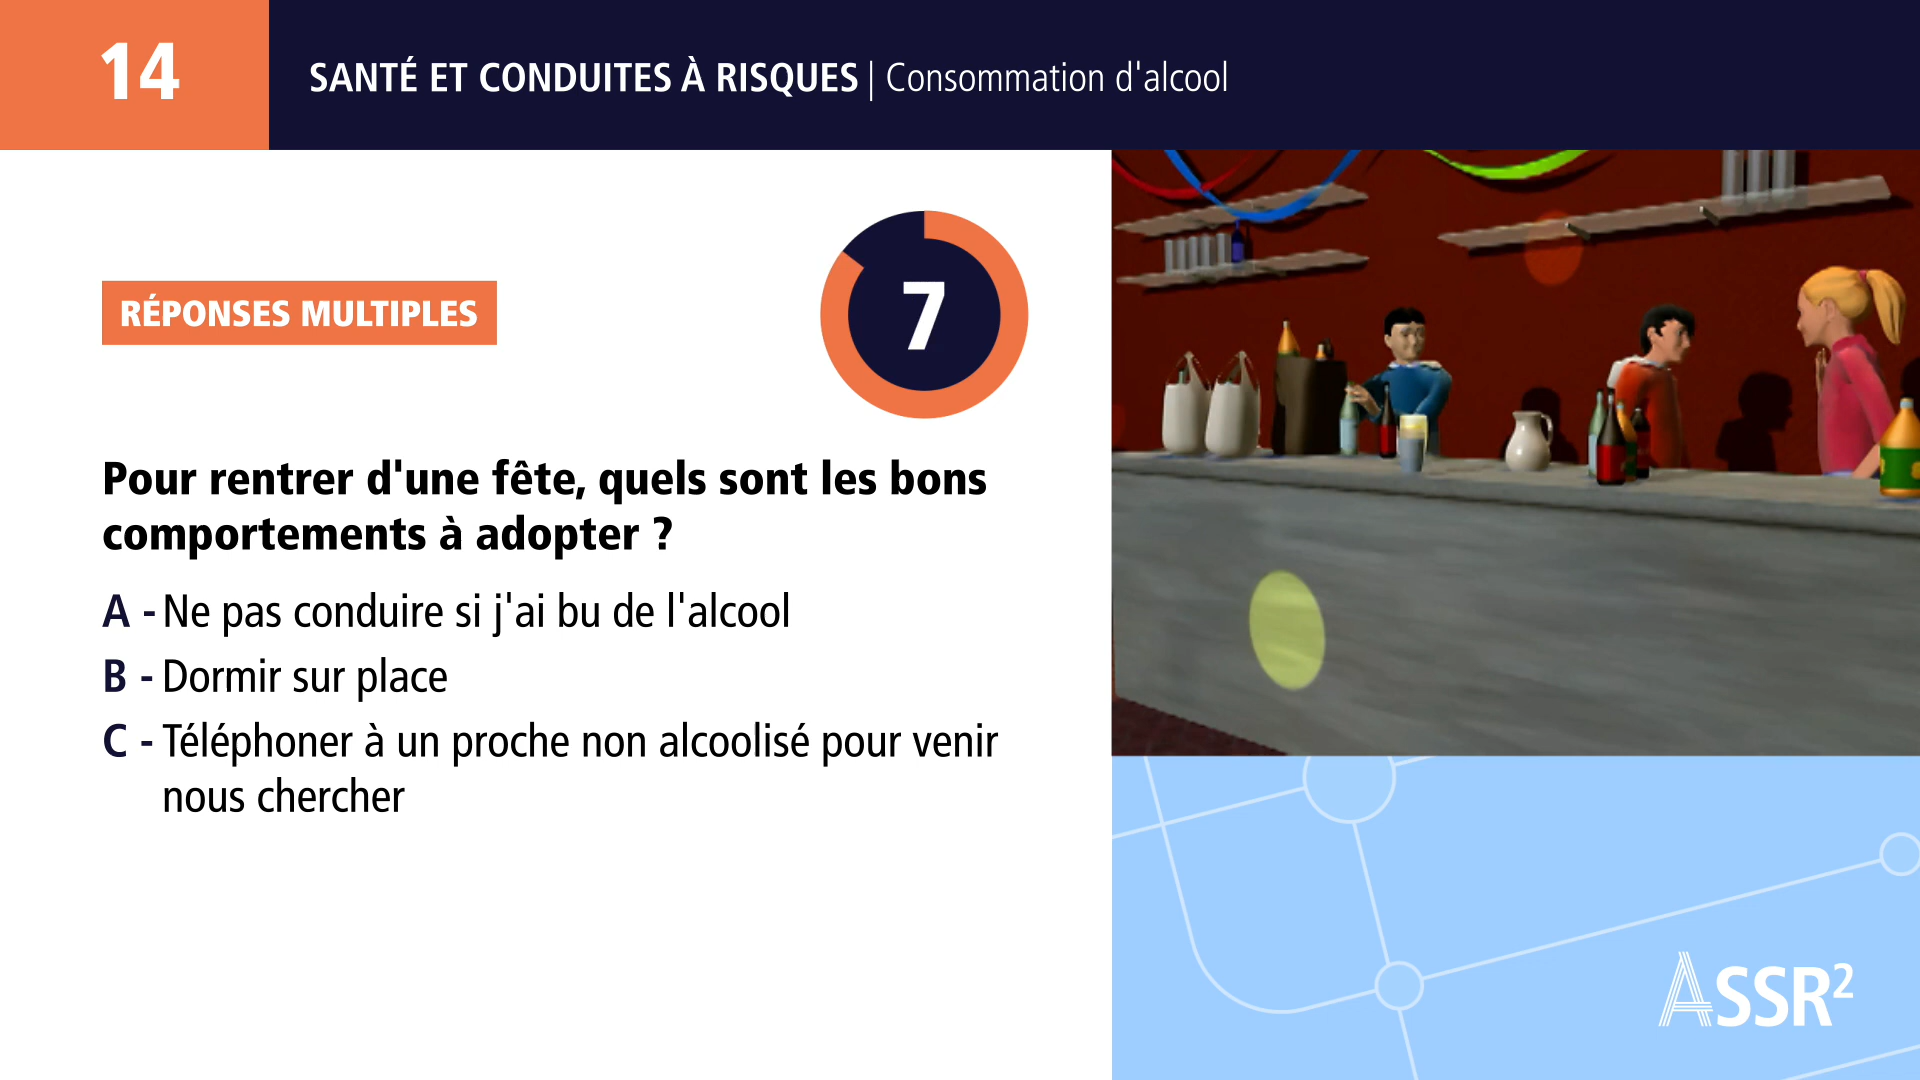 14
SANTÉ ET CONDUITES À RISQUES | Consommation d'alcool
RÉPONSES MULTIPLES
7
Pour rentrer d'une fête, quels sont les bons
comportements à adopter ?
A - Ne pas conduire si j'ai bu de l'alcool
B - Dormir sur place
C - Téléphoner à un proche non alcoolisé pour venir
nous chercher
ASSR²